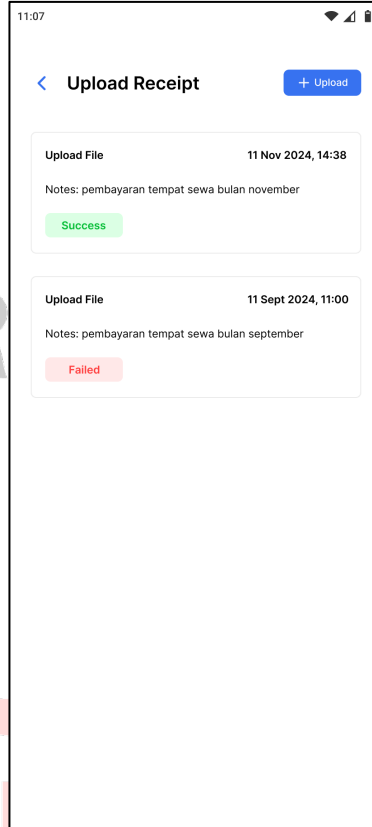 11:07
Upload Receipt
+ Upload
Upload File 11 Nov 2024, 14:38
Notes: pembayaran tempat sewa bulan november
Success
Upload File 11 Sept 2024, 11:00
Notes: pembayaran tempat sewa bulan september
Failed